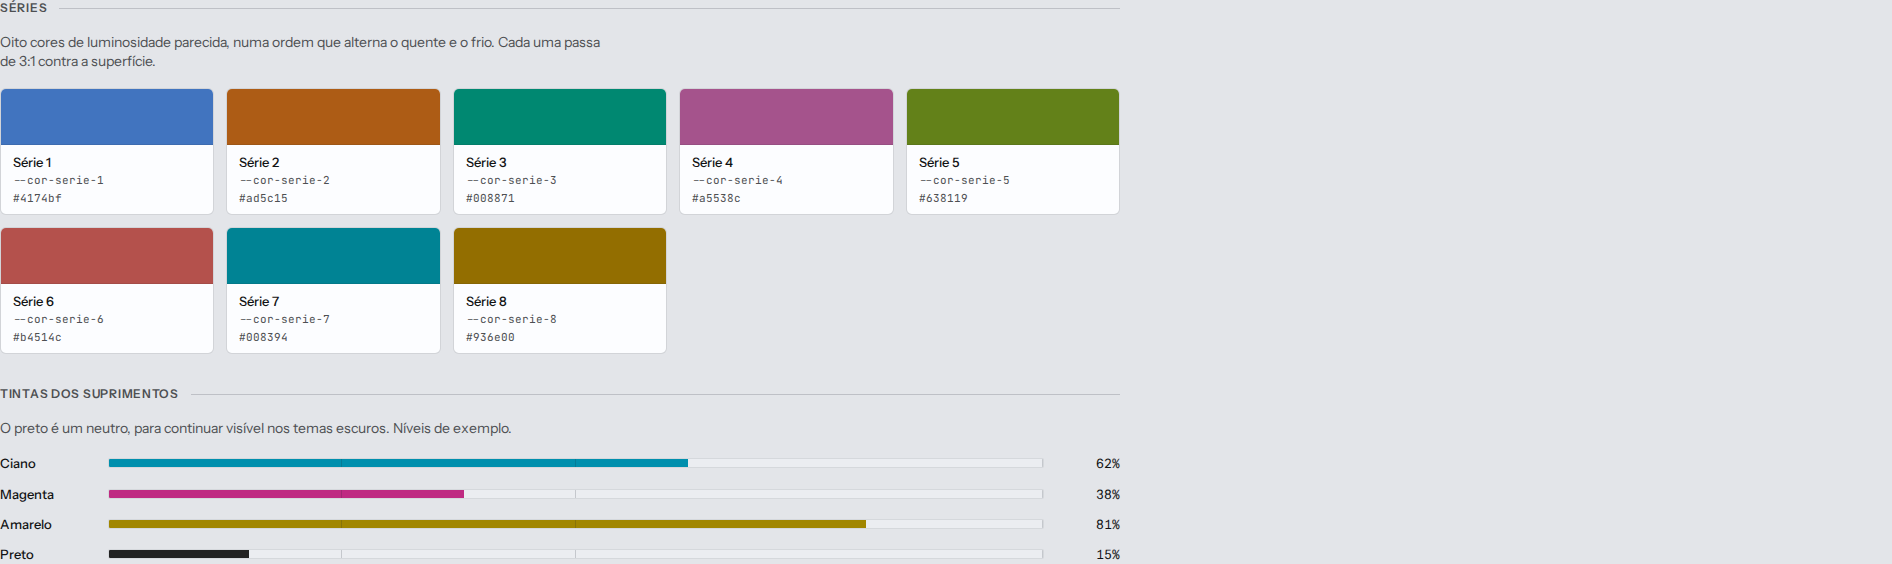 SÉRIES
Oito cores de luminosidade parecida, numa ordem que alterna o quente e o frio. Cada uma passa
de 3:1 contra a superfície.
Série 1
--cor-serie-1
#4174bf
Série 2
--cor-serie-2
#ad5c15
Série 3
--cor-serie-3
#008871
Série 4
--cor-serie-4
#a5538c
Série 5
--cor-serie-5
#638119
Série 6
--cor-serie-6
#b4514c
Série 7
--cor-serie-7
#008394
Série 8
--cor-serie-8
#936e00
TINTAS DOS SUPRIMENTOS
O preto é um neutro, para continuar visível nos temas escuros. Níveis de exemplo.
Ciano 62%
Magenta 38%
Amarelo 81%
Preto 15%